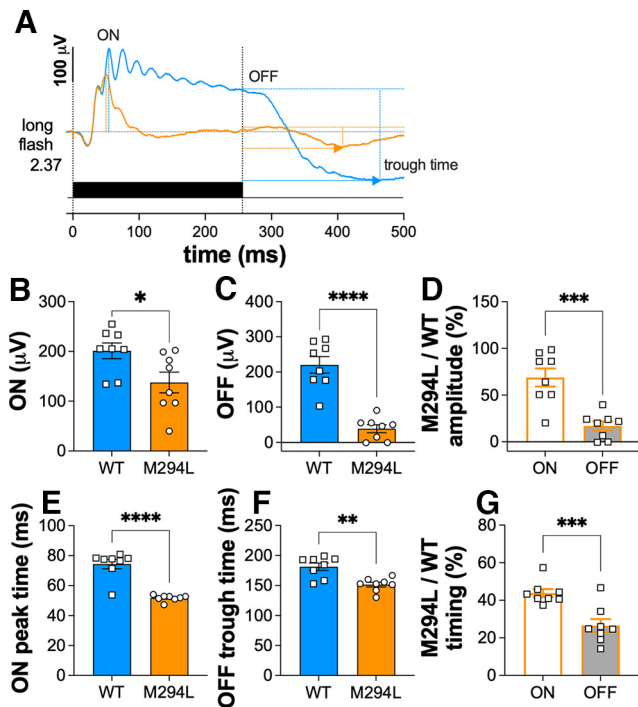 A
ON
100 µV
OFF
long
flash
2.37
trough time
0 100 200 300 400 500
time (ms)
B
ON (µV)
300
200
100
0
*
WT M294L
C
OFF (µV)
400
300
200
100
0
****
WT M294L
D
M294L / WT
amplitude (%)
150
100
50
0
***
ON OFF
E
ON peak time (ms)
100
80
60
40
20
0
****
WT M294L
F
OFF trough time (ms)
250
200
150
100
50
0
**
WT M294L
G
M294L / WT
timing (%)
80
60
40
20
0
***
ON OFF